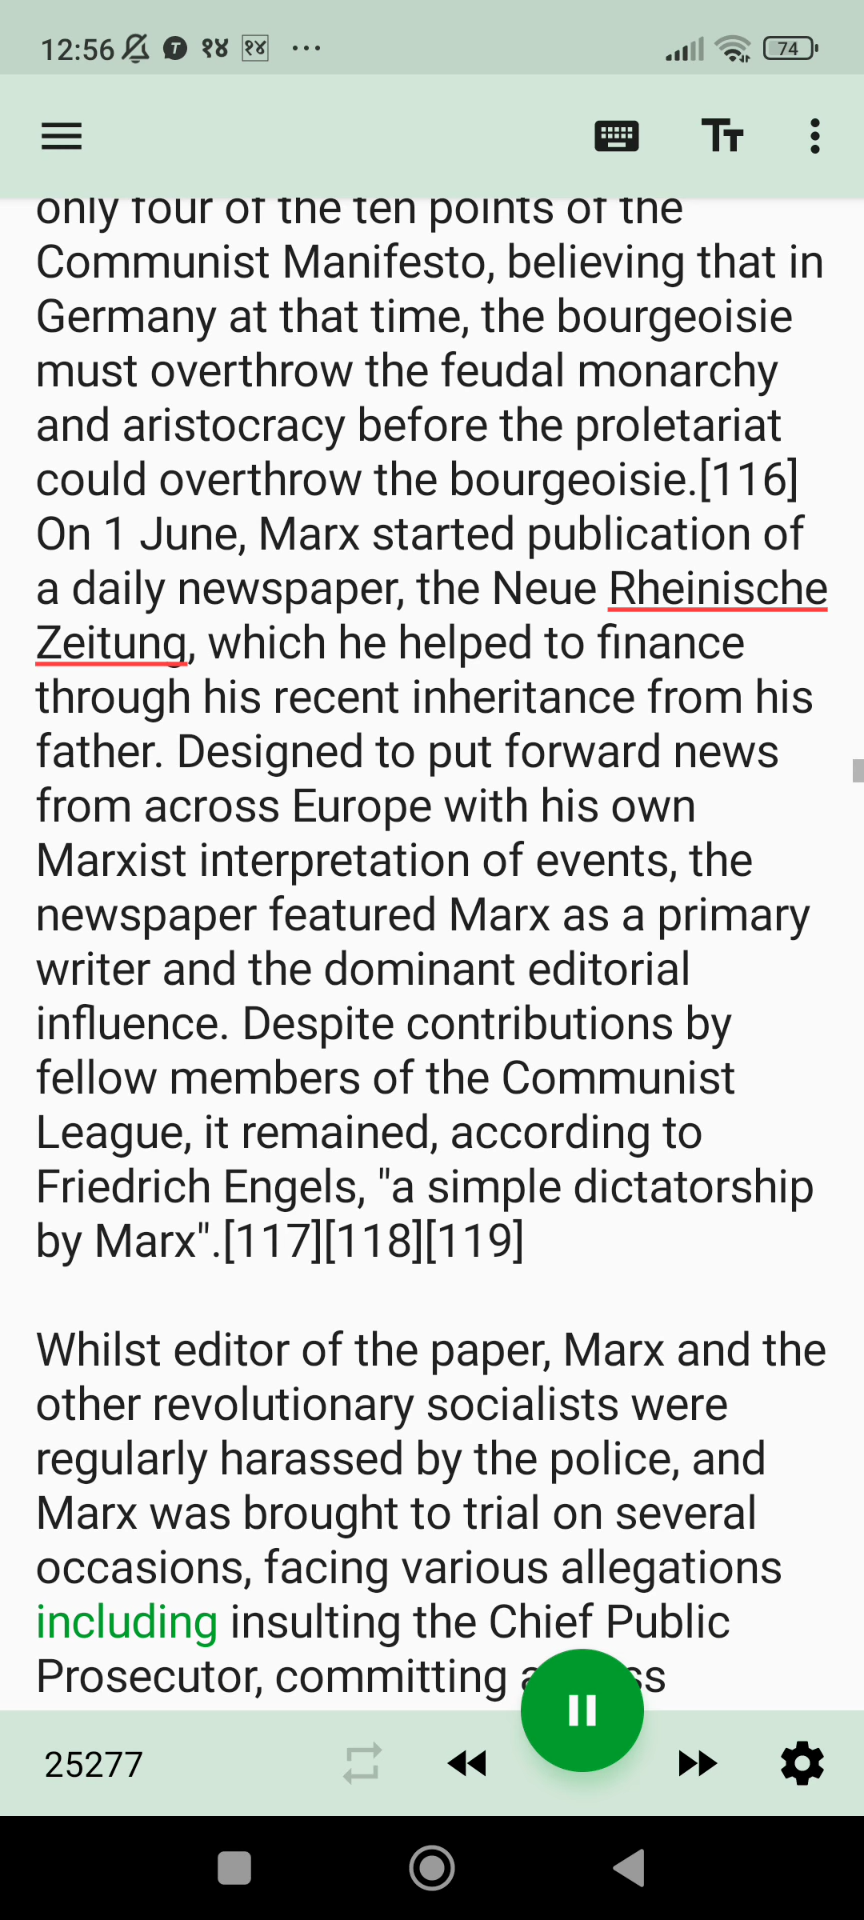 12:56 १४ १४ ... 74
only four of the ten points of the
Communist Manifesto, believing that in
Germany at that time, the bourgeoisie
must overthrow the feudal monarchy
and aristocracy before the proletariat
could overthrow the bourgeoisie.[116]
On 1 June, Marx started publication of
a daily newspaper, the Neue Rheinische
Zeitung, which he helped to finance
through his recent inheritance from his
father. Designed to put forward news
from across Europe with his own
Marxist interpretation of events, the
newspaper featured Marx as a primary
writer and the dominant editorial
influence. Despite contributions by
fellow members of the Communist
League, it remained, according to
Friedrich Engels, "a simple dictatorship
by Marx".[117][118][119]
Whilst editor of the paper, Marx and the
other revolutionary socialists were
regularly harassed by the police, and
Marx was brought to trial on several
occasions, facing various allegations
including insulting the Chief Public
Prosecutor, committing
25277